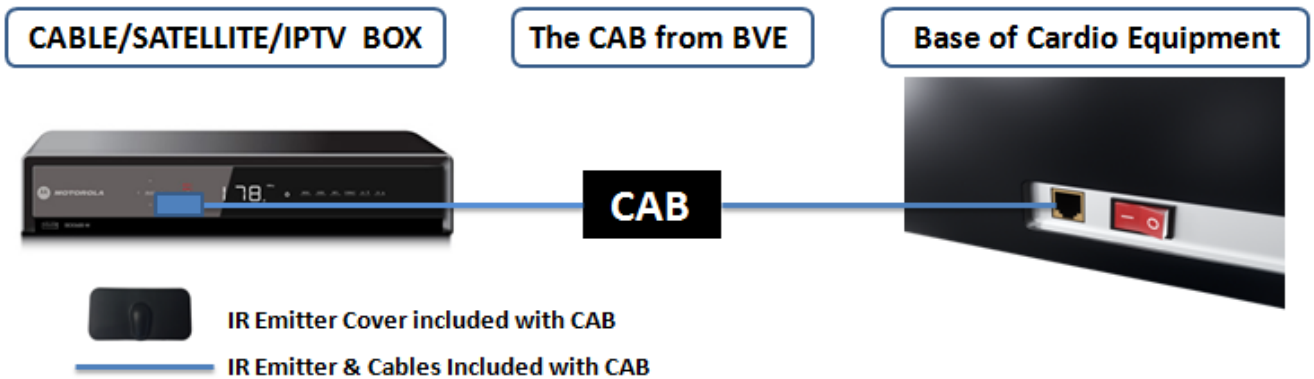 CABLE/SATELLITE/IPTV BOX
The CAB from BVE
Base of Cardio Equipment
MOTOROLA
178
CAB
IR Emitter Cover included with CAB
IR Emitter & Cables Included with CAB